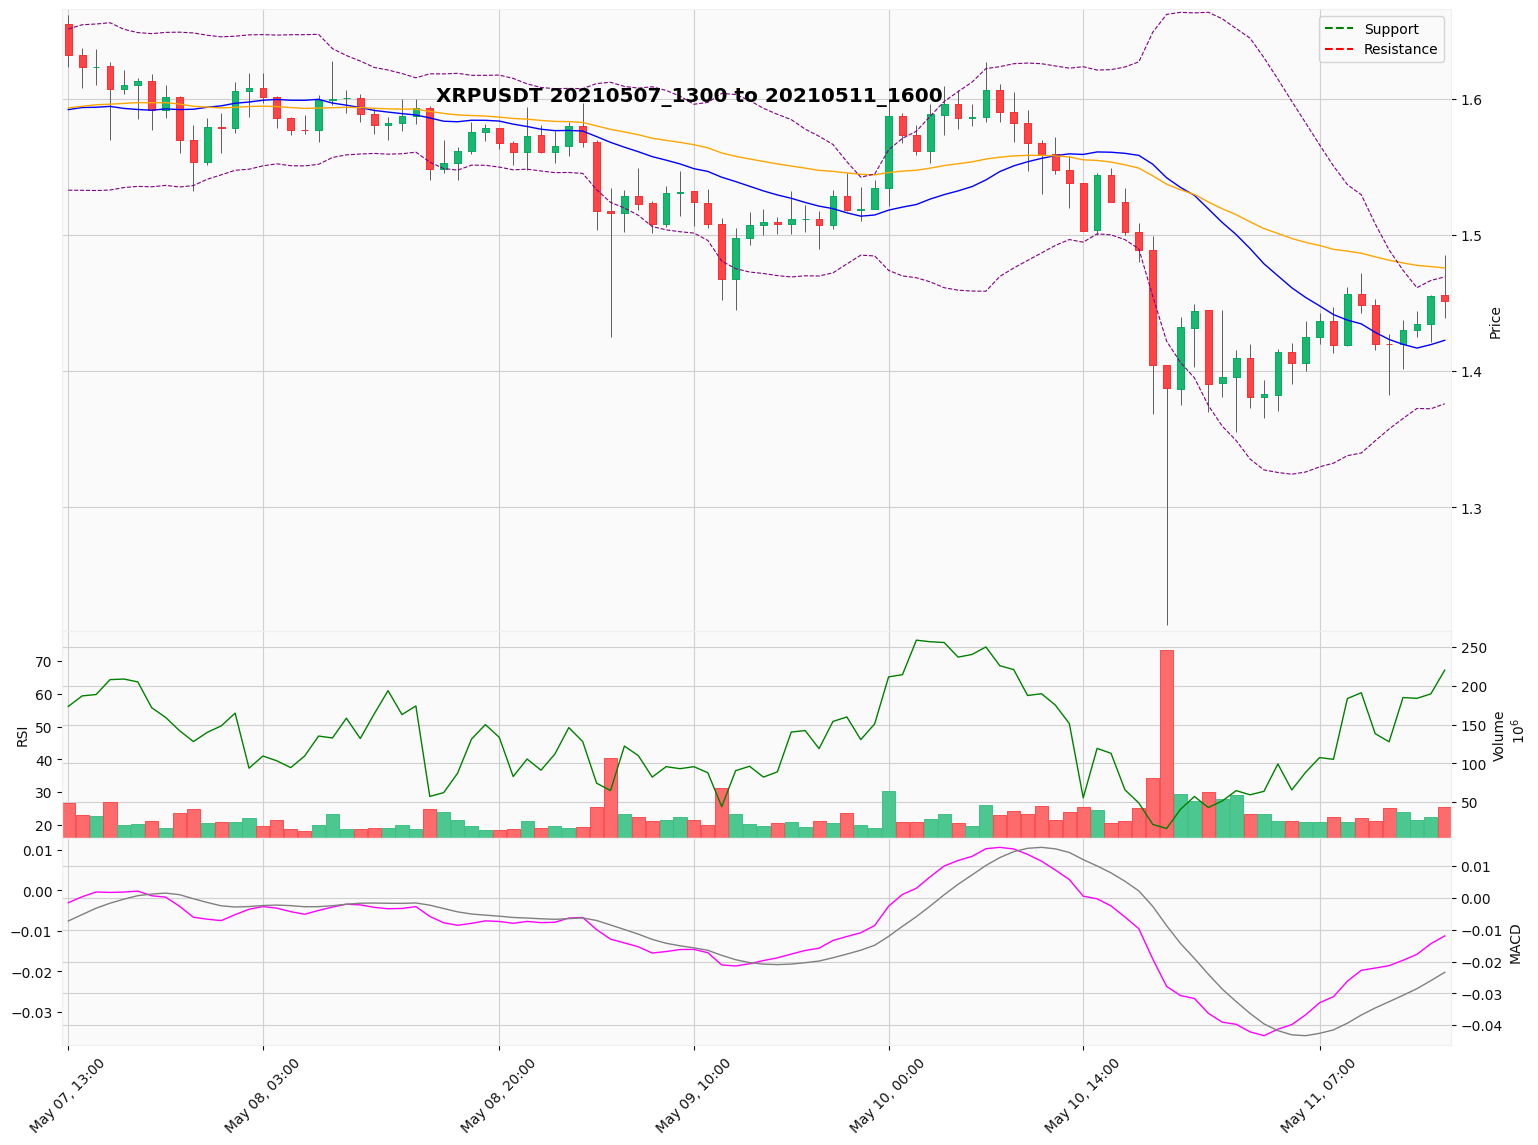 XRPUSDT 20210507_1300 to 20210511_1600
Support
Resistance
1.6
1.5
1.4
1.3
Price
70
60
50
40
30
20
RSI
250
200
150
100
50
Volume
10^6
0.01
0.00
−0.01
−0.02
−0.03
0.01
0.00
−0.01
−0.02
−0.03
−0.04
MACD
May 07, 13:00
May 08, 03:00
May 08, 20:00
May 09, 10:00
May 10, 00:00
May 10, 14:00
May 11, 07:00